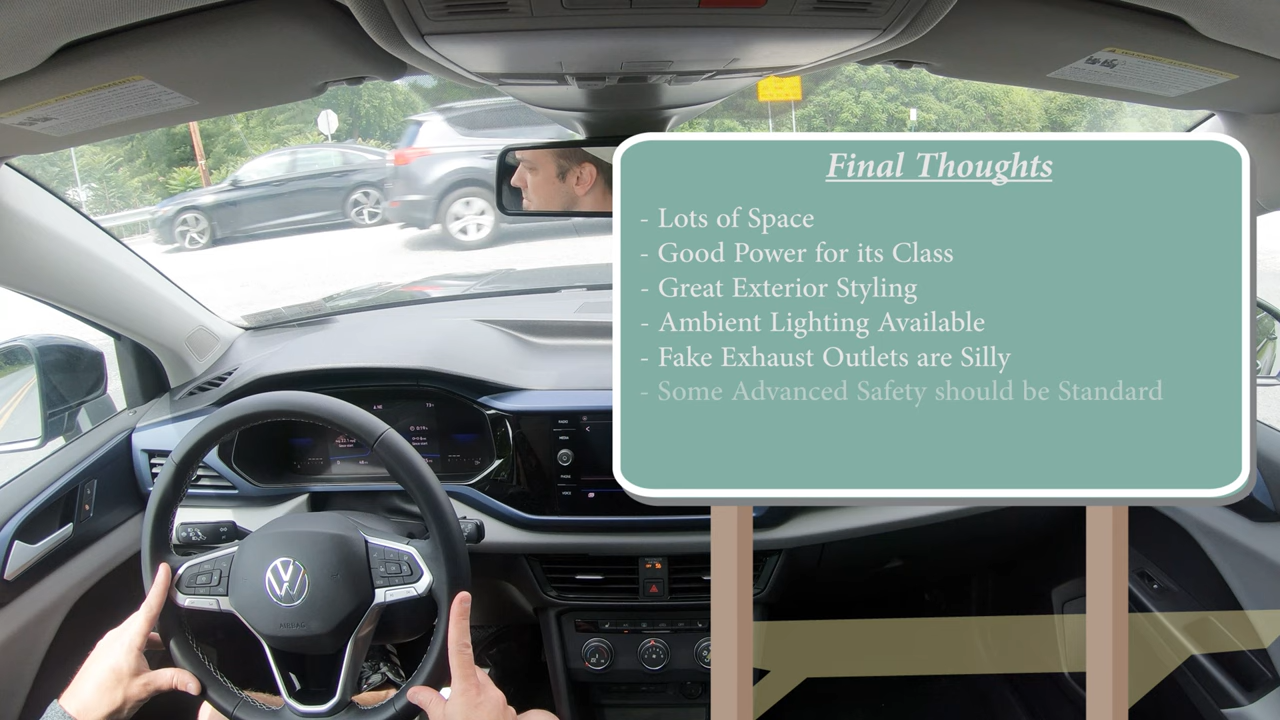 Final Thoughts
- Lots of Space
- Good Power for its Class
- Great Exterior Styling
- Ambient Lighting Available
- Fake Exhaust Outlets are Silly
- Some Advanced Safety should be Standard
AIRBAG